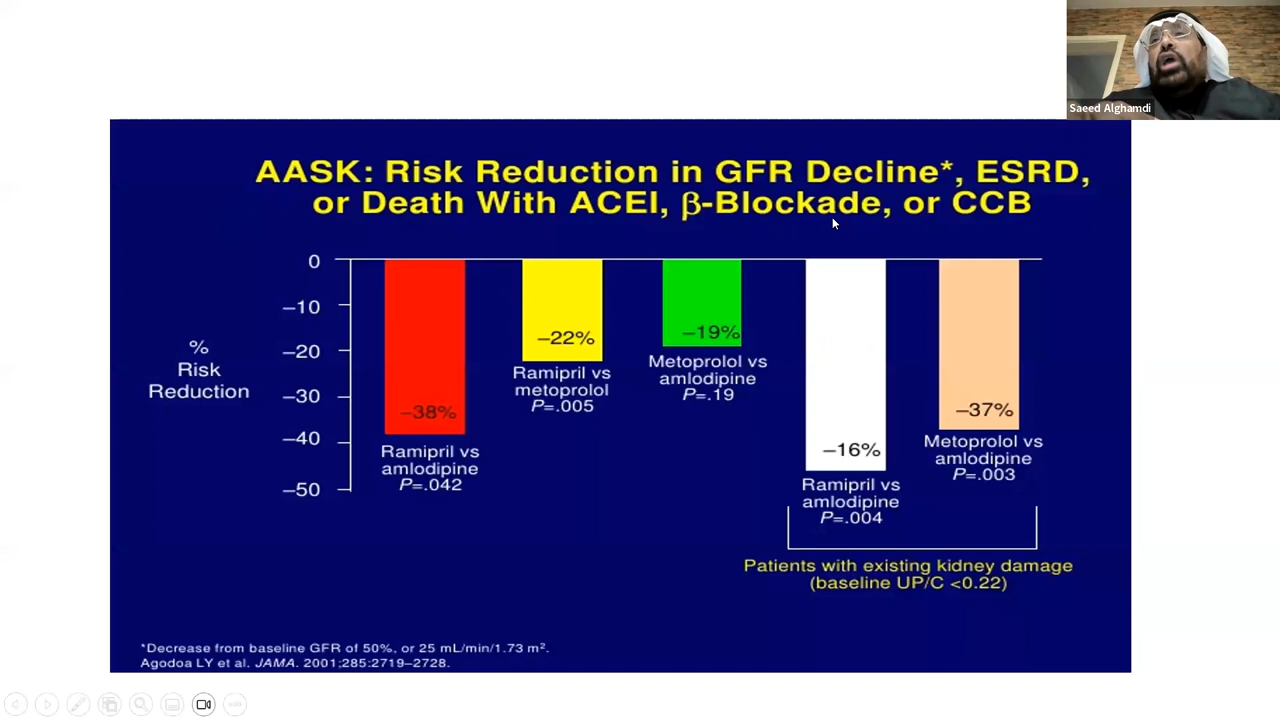 Saeed Alghamdi
AASK: Risk Reduction in GFR Decline*, ESRD,
or Death With ACEI, β-Blockade, or CCB
%
Risk
Reduction
0
–10
–20
–30
–40
–50
–38%
Ramipril vs
amlodipine
P=.042
–22%
Ramipril vs
metoprolol
P=.005
–19%
Metoprolol vs
amlodipine
P=.19
–16%
Ramipril vs
amlodipine
P=.004
–37%
Metoprolol vs
amlodipine
P=.003
Patients with existing kidney damage
(baseline UP/C <0.22)
*Decrease from baseline GFR of 50%, or 25 mL/min/1.73 m².
Agodoa LY et al. JAMA. 2001;285:2719–2728.